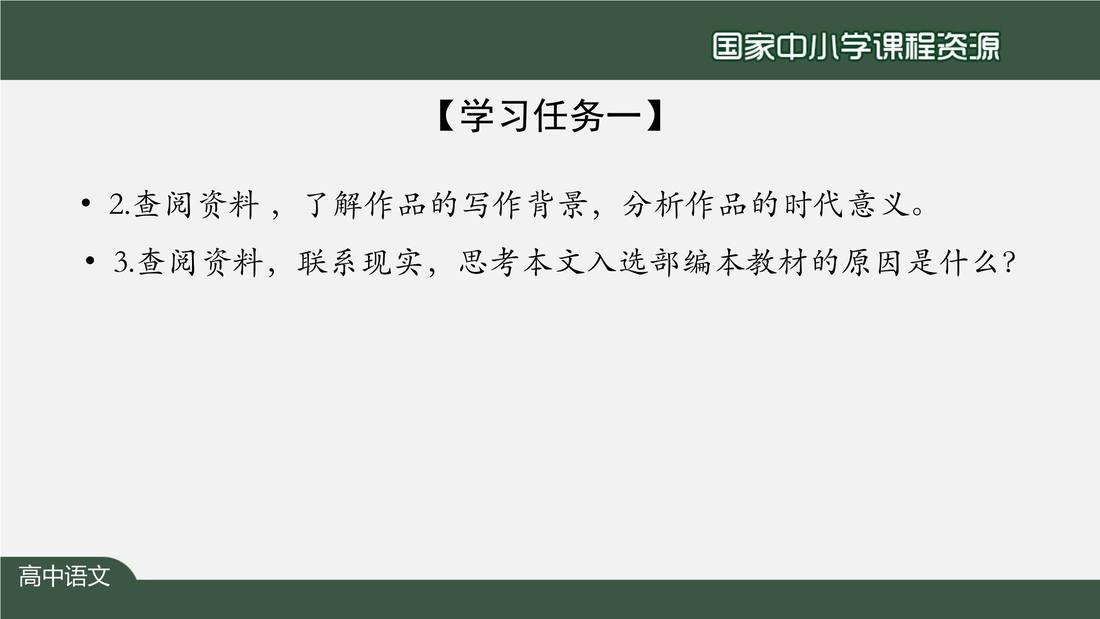 国家中小学课程资源
【学习任务一】
• 2.查阅资料，了解作品的写作背景，分析作品的时代意义。
• 3.查阅资料，联系现实，思考本文入选部编本教材的原因是什么？
高中语文